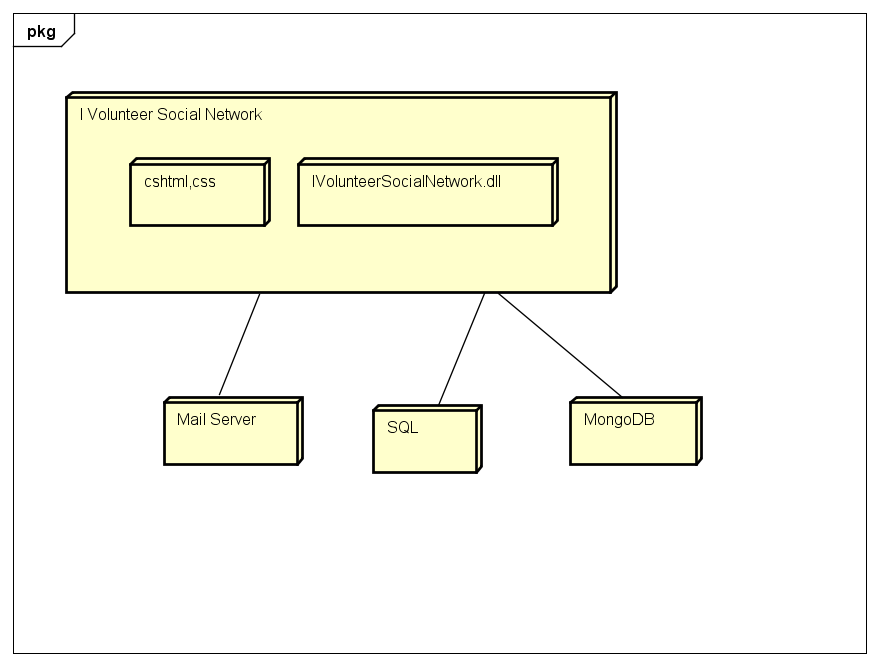 pkg
I Volunteer Social Network
cshtml,css
IVolunteerSocialNetwork.dll
Mail Server
SQL
MongoDB